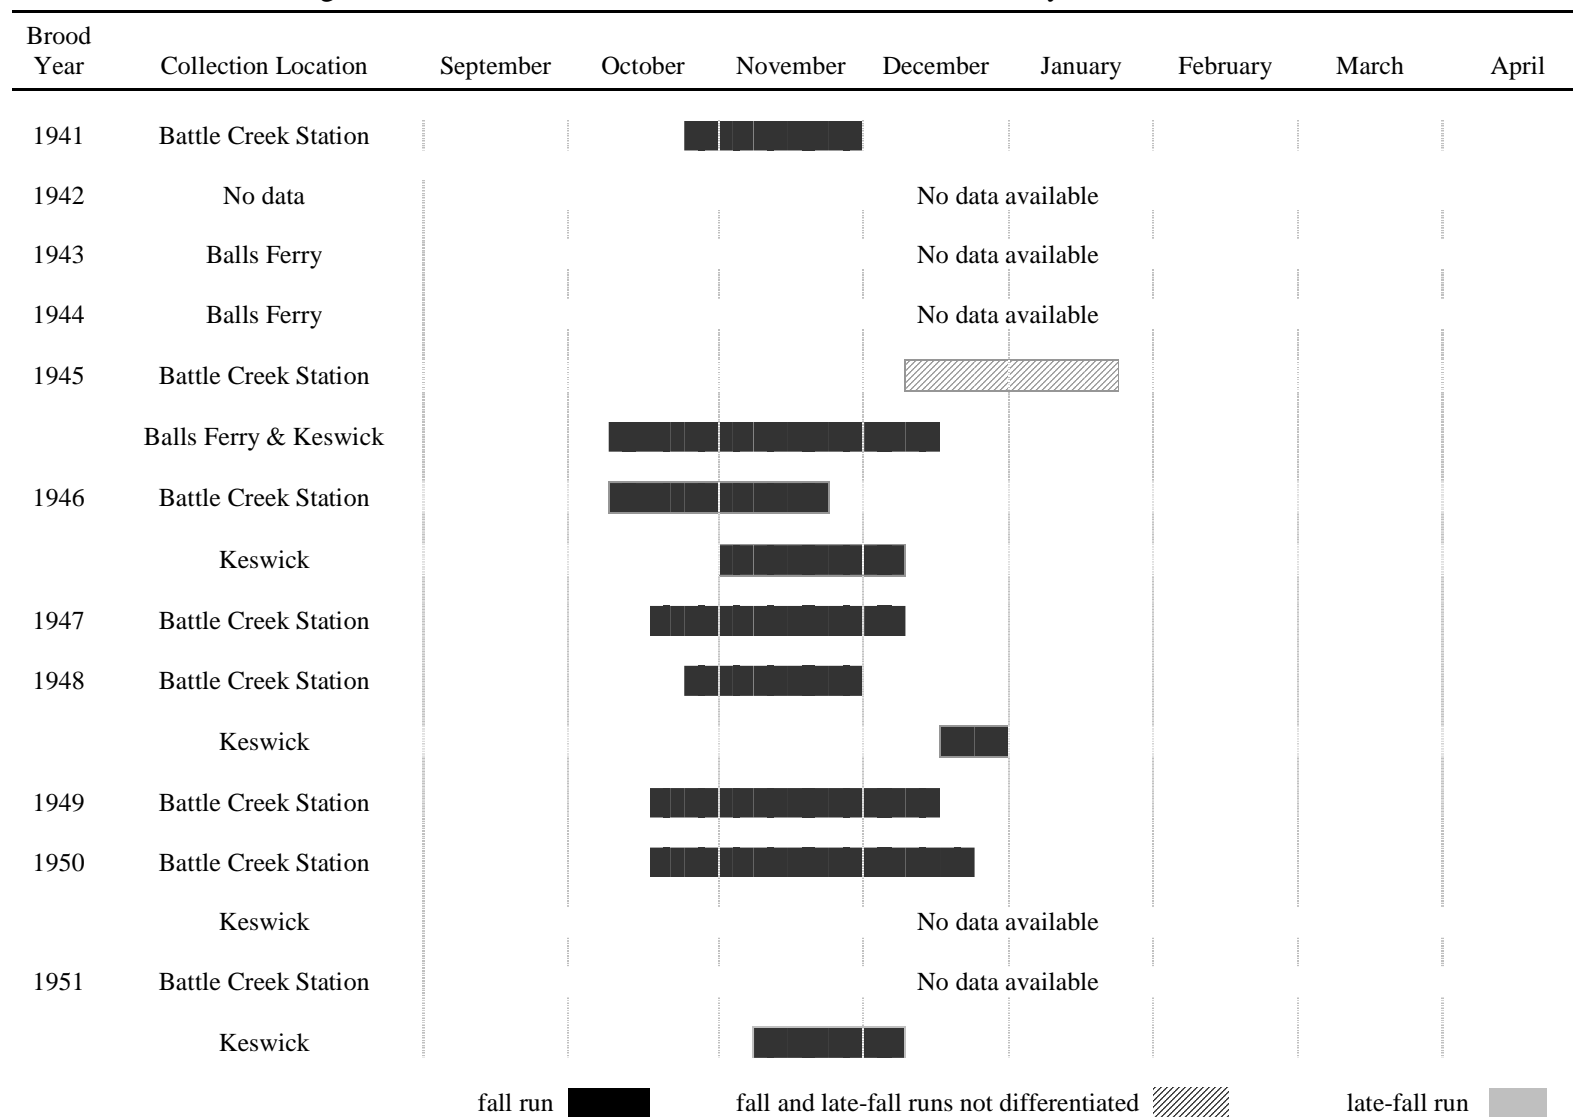 Brood
Year Collection Location September October November December January February March April
1941 Battle Creek Station
1942 No data No data available
1943 Balls Ferry No data available
1944 Balls Ferry No data available
1945 Battle Creek Station
Balls Ferry & Keswick
1946 Battle Creek Station
Keswick
1947 Battle Creek Station
1948 Battle Creek Station
Keswick
1949 Battle Creek Station
1950 Battle Creek Station
Keswick No data available
1951 Battle Creek Station No data available
Keswick
fall run fall and late-fall runs not differentiated late-fall run